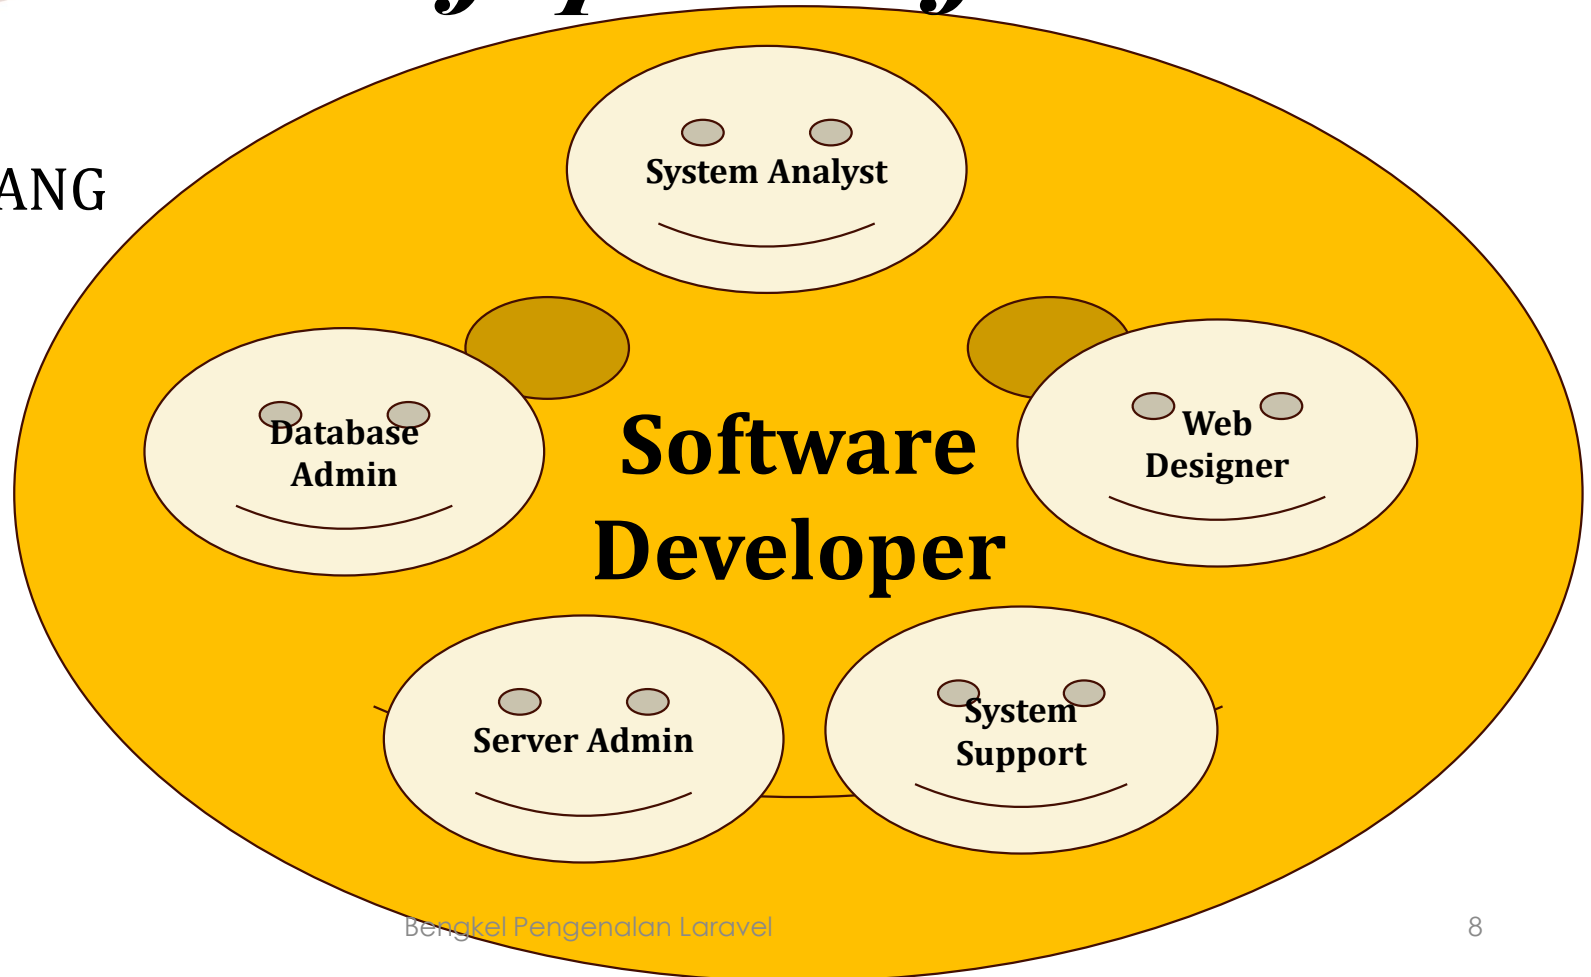 ANG
System Analyst
Database
Admin
Software
Developer
Web
Designer
Server Admin
System
Support
Bengkel Pengenalan Laravel
8